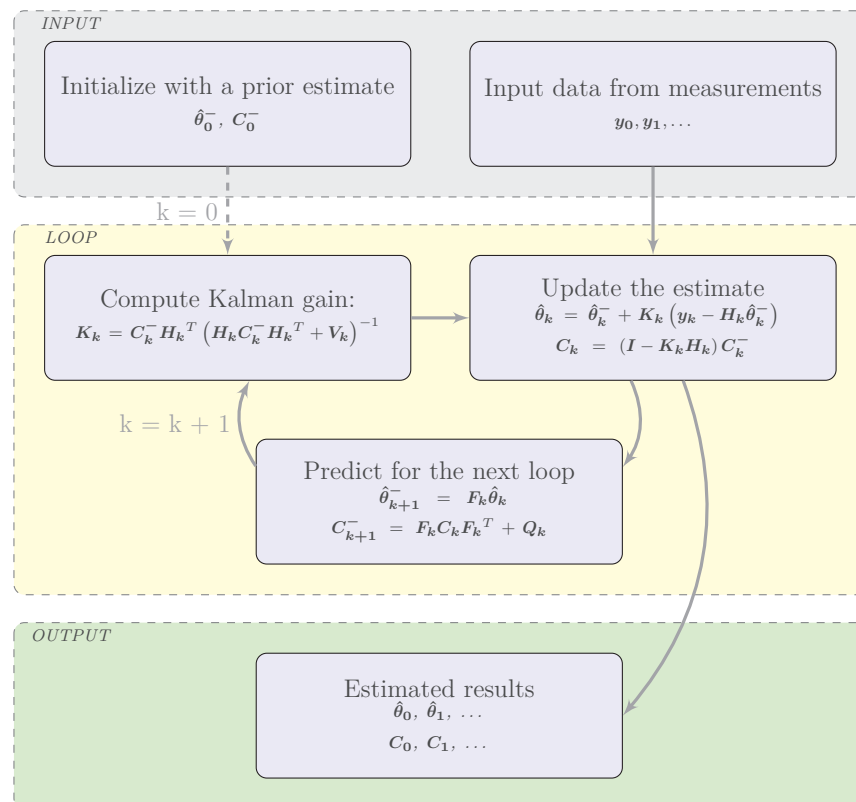 INPUT
Initialize with a prior estimate
θ̂₀⁻, C₀⁻
Input data from measurements
y₀, y₁, . . .
k = 0
LOOP
Compute Kalman gain:
Kₖ = Cₖ⁻Hₖᵀ (HₖCₖ⁻Hₖᵀ + Vₖ)⁻¹
Update the estimate
θ̂ₖ = θ̂ₖ⁻ + Kₖ (yₖ − Hₖθ̂ₖ⁻)
Cₖ = (I − KₖHₖ) Cₖ⁻
k = k + 1
Predict for the next loop
θ̂ₖ₊₁⁻ = Fₖθ̂ₖ
Cₖ₊₁⁻ = FₖCₖFₖᵀ + Qₖ
OUTPUT
Estimated results
θ̂₀, θ̂₁, . . .
C₀, C₁, . . .